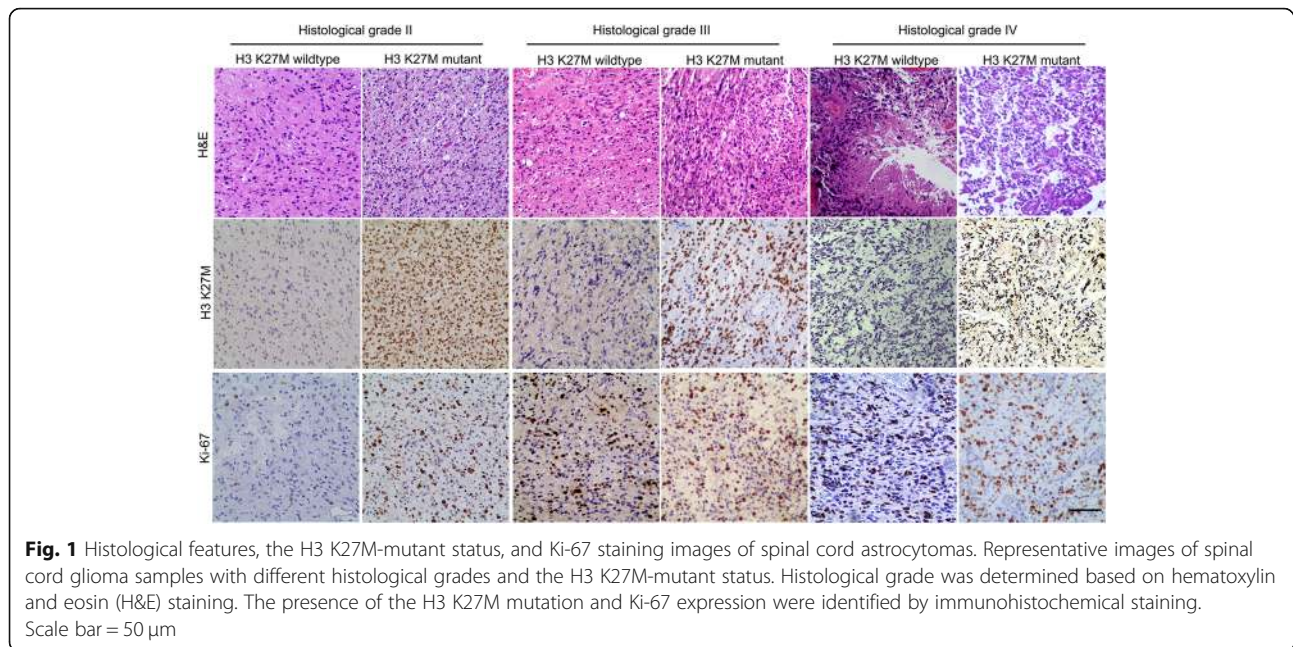 Histological grade II Histological grade III Histological grade IV
H3 K27M wildtype H3 K27M mutant H3 K27M wildtype H3 K27M mutant H3 K27M wildtype H3 K27M mutant
H&E
H3 K27M
Ki-67
Fig. 1 Histological features, the H3 K27M-mutant status, and Ki-67 staining images of spinal cord astrocytomas. Representative images of spinal
cord glioma samples with different histological grades and the H3 K27M-mutant status. Histological grade was determined based on hematoxylin
and eosin (H&E) staining. The presence of the H3 K27M mutation and Ki-67 expression were identified by immunohistochemical staining.
Scale bar = 50 μm